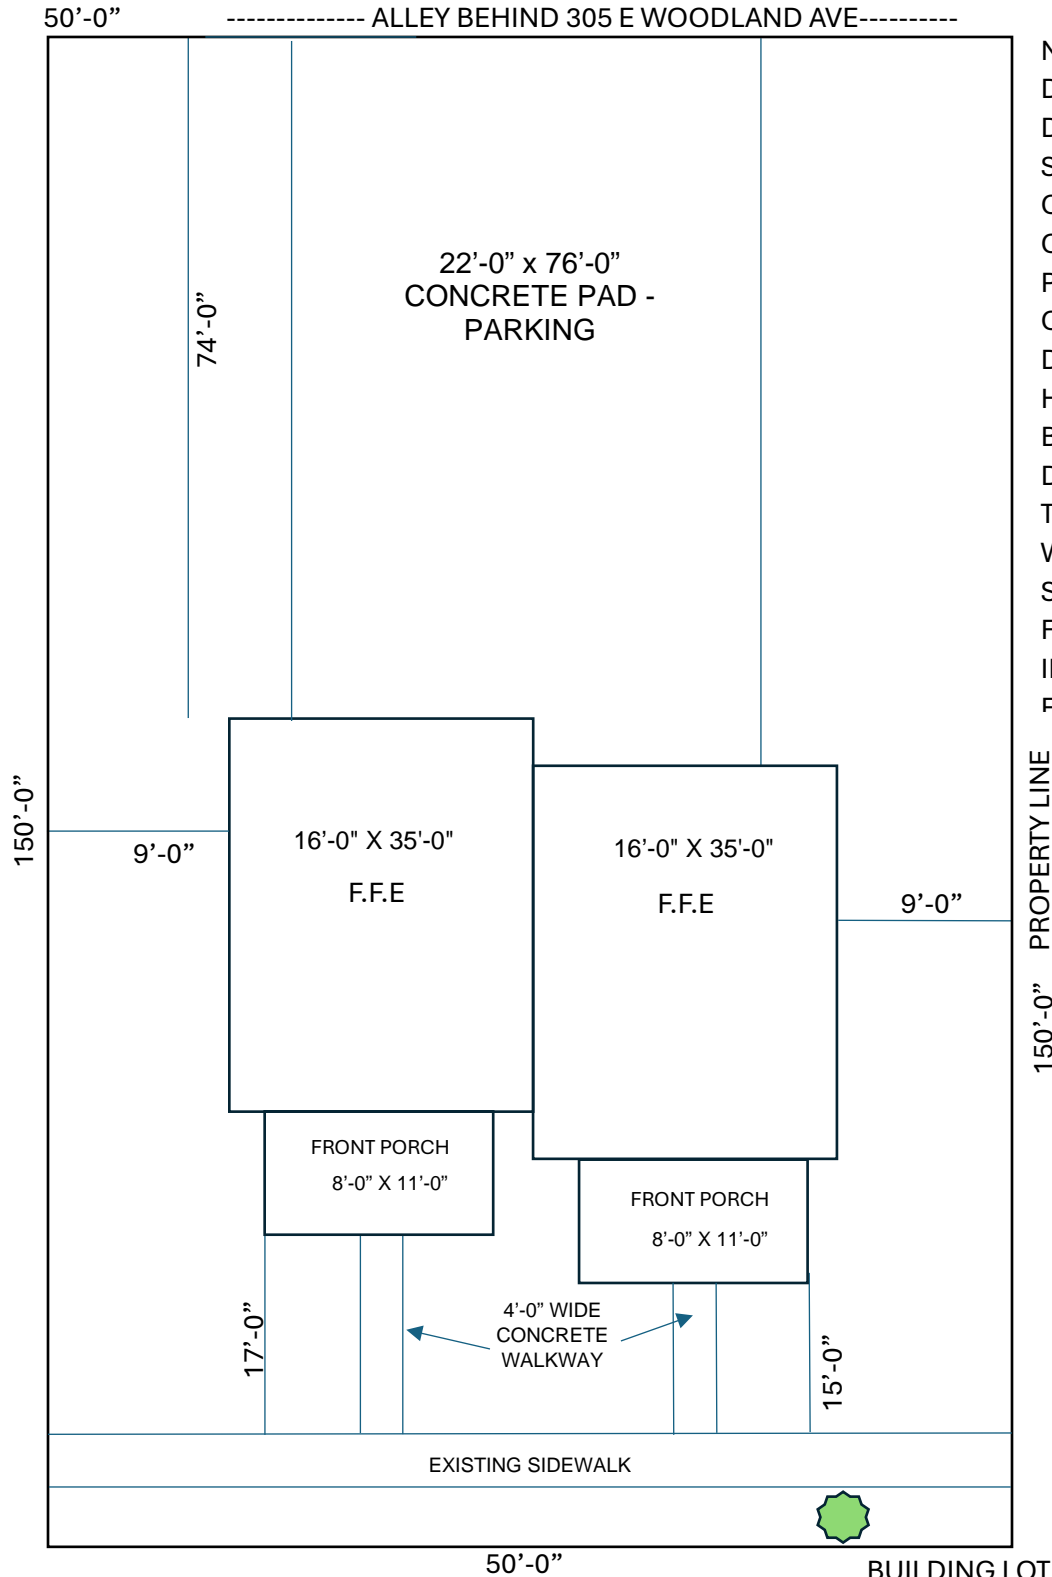 50’-0”
-------------- ALLEY BEHIND 305 E WOODLAND AVE----------
22’-0” x 76’-0”
CONCRETE PAD -
PARKING
74’-0”
150’-0”
9’-0”
16’-0" X 35’-0"
F.F.E
16’-0" X 35'-0"
F.F.E
9’-0”
PROPERTY LINE
150’-0”
FRONT PORCH
8’-0” X 11’-0”
FRONT PORCH
8’-0” X 11’-0”
17’-0”
4’-0” WIDE
CONCRETE
WALKWAY
15’-0”
EXISTING SIDEWALK
50’-0”
BUILDING LOT